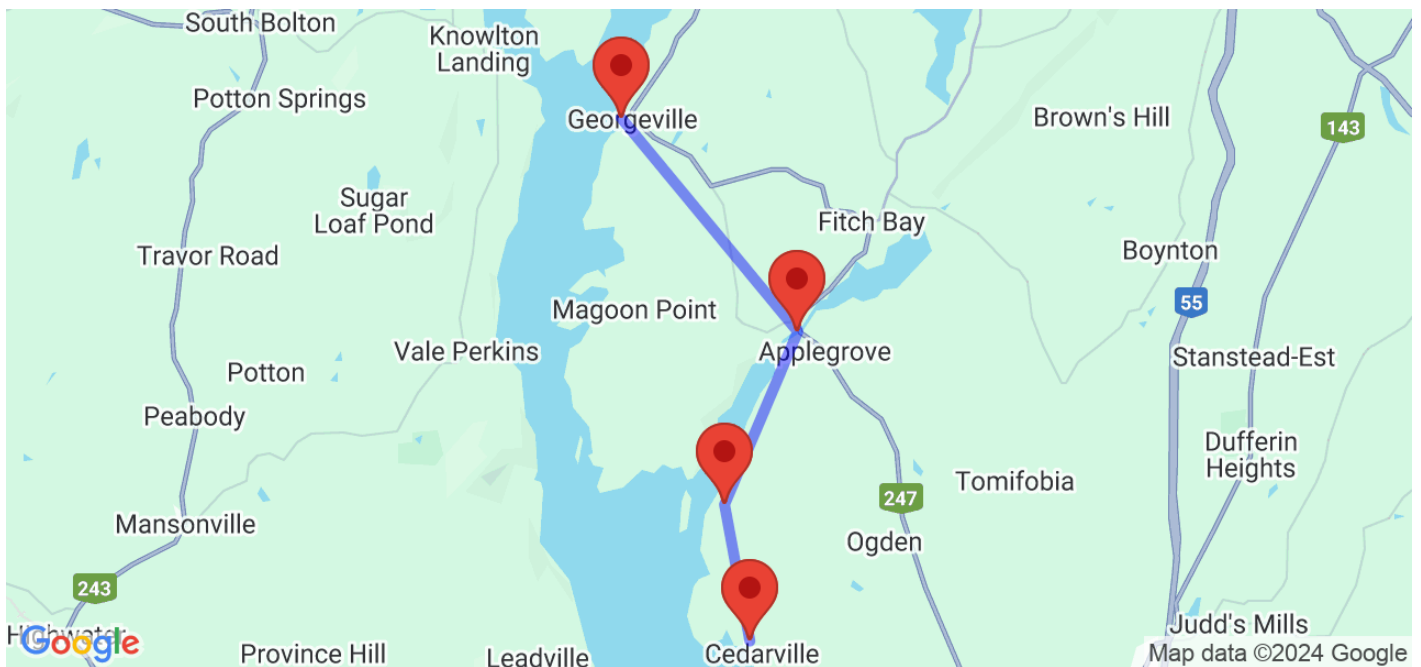 South Bolton
Knowlton
Landing
Potton Springs
Georgeville
Brown's Hill
143
Sugar
Loaf Pond
Fitch Bay
Travor Road
Boynton
55
Magoon Point
Vale Perkins
Applegrove
Stanstead-Est
Potton
Peabody
Dufferin
Heights
Tomifobia
247
Mansonville
Ogden
243
Judd's Mills
Highwater
Google
Province Hill
Leadville
Cedarville
Map data ©2024 Google